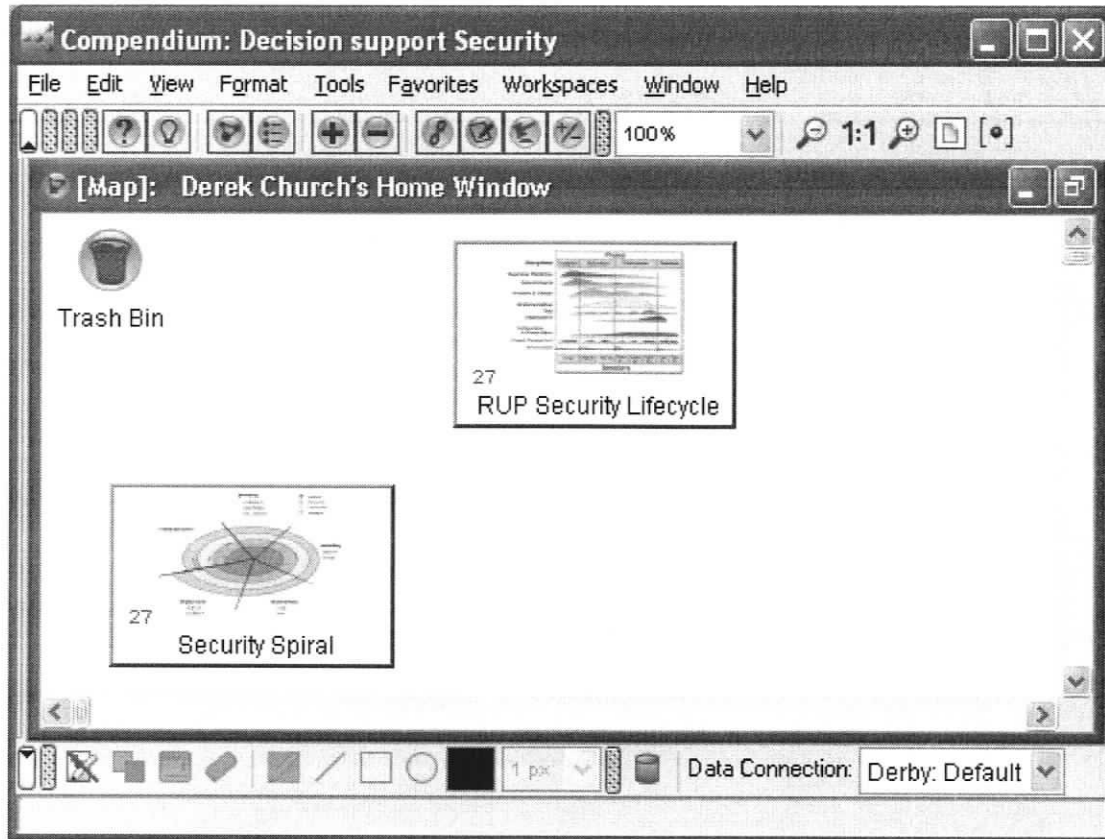 Compendium: Decision support Security
File Edit View Format Tools Favorites Workspaces Window Help
100% 1:1
[Map]: Derek Church's Home Window
Trash Bin
27
RUP Security Lifecycle
27
Security Spiral
1 px Data Connection: Derby: Default